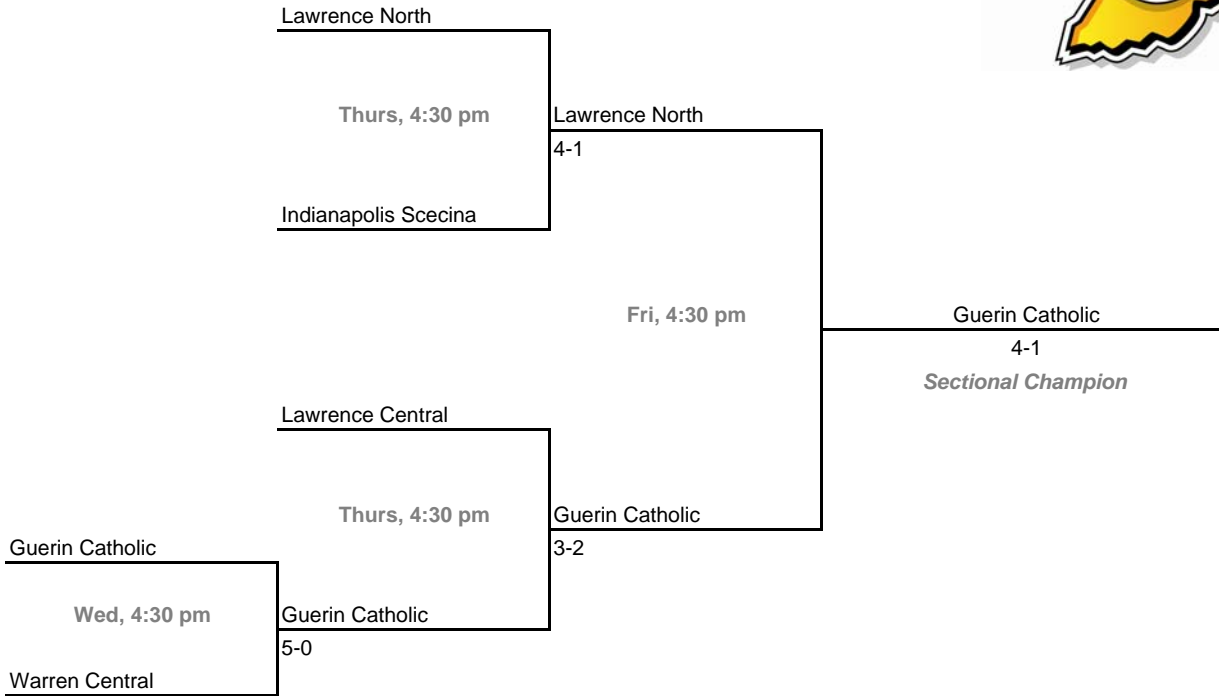 Lawrence North
Thurs, 4:30 pm
Lawrence North
4-1
Indianapolis Scecina
Fri, 4:30 pm
Guerin Catholic
4-1
Sectional Champion
Lawrence Central
Thurs, 4:30 pm
Guerin Catholic
3-2
Guerin Catholic
Wed, 4:30 pm
Guerin Catholic
5-0
Warren Central